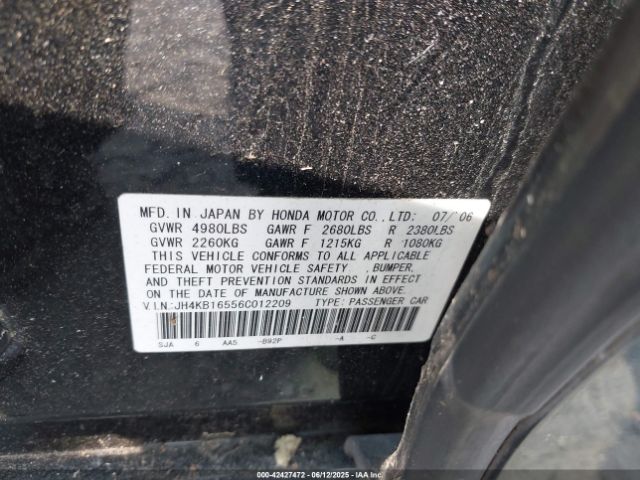 MFD. IN JAPAN BY HONDA MOTOR CO., LTD: 07/ 06
GVWR 4980LBS GAWR F 2680LBS R 2380LBS
GVWR 2260KG GAWR F 1215KG R 1080KG
THIS VEHICLE CONFORMS TO ALL APPLICABLE
FEDERAL MOTOR VEHICLE SAFETY , BUMPER,
AND THEFT PREVENTION STANDARDS IN EFFECT
ON THE DATE OF MANUFACTURE SHOWN ABOVE.
V.I.N: JH4KB16556C012209 TYPE: PASSENGER CAR
SJA 6 AA5 -B92P -A -C
000-42427472 - 06/12/2025 - IAAI.COM